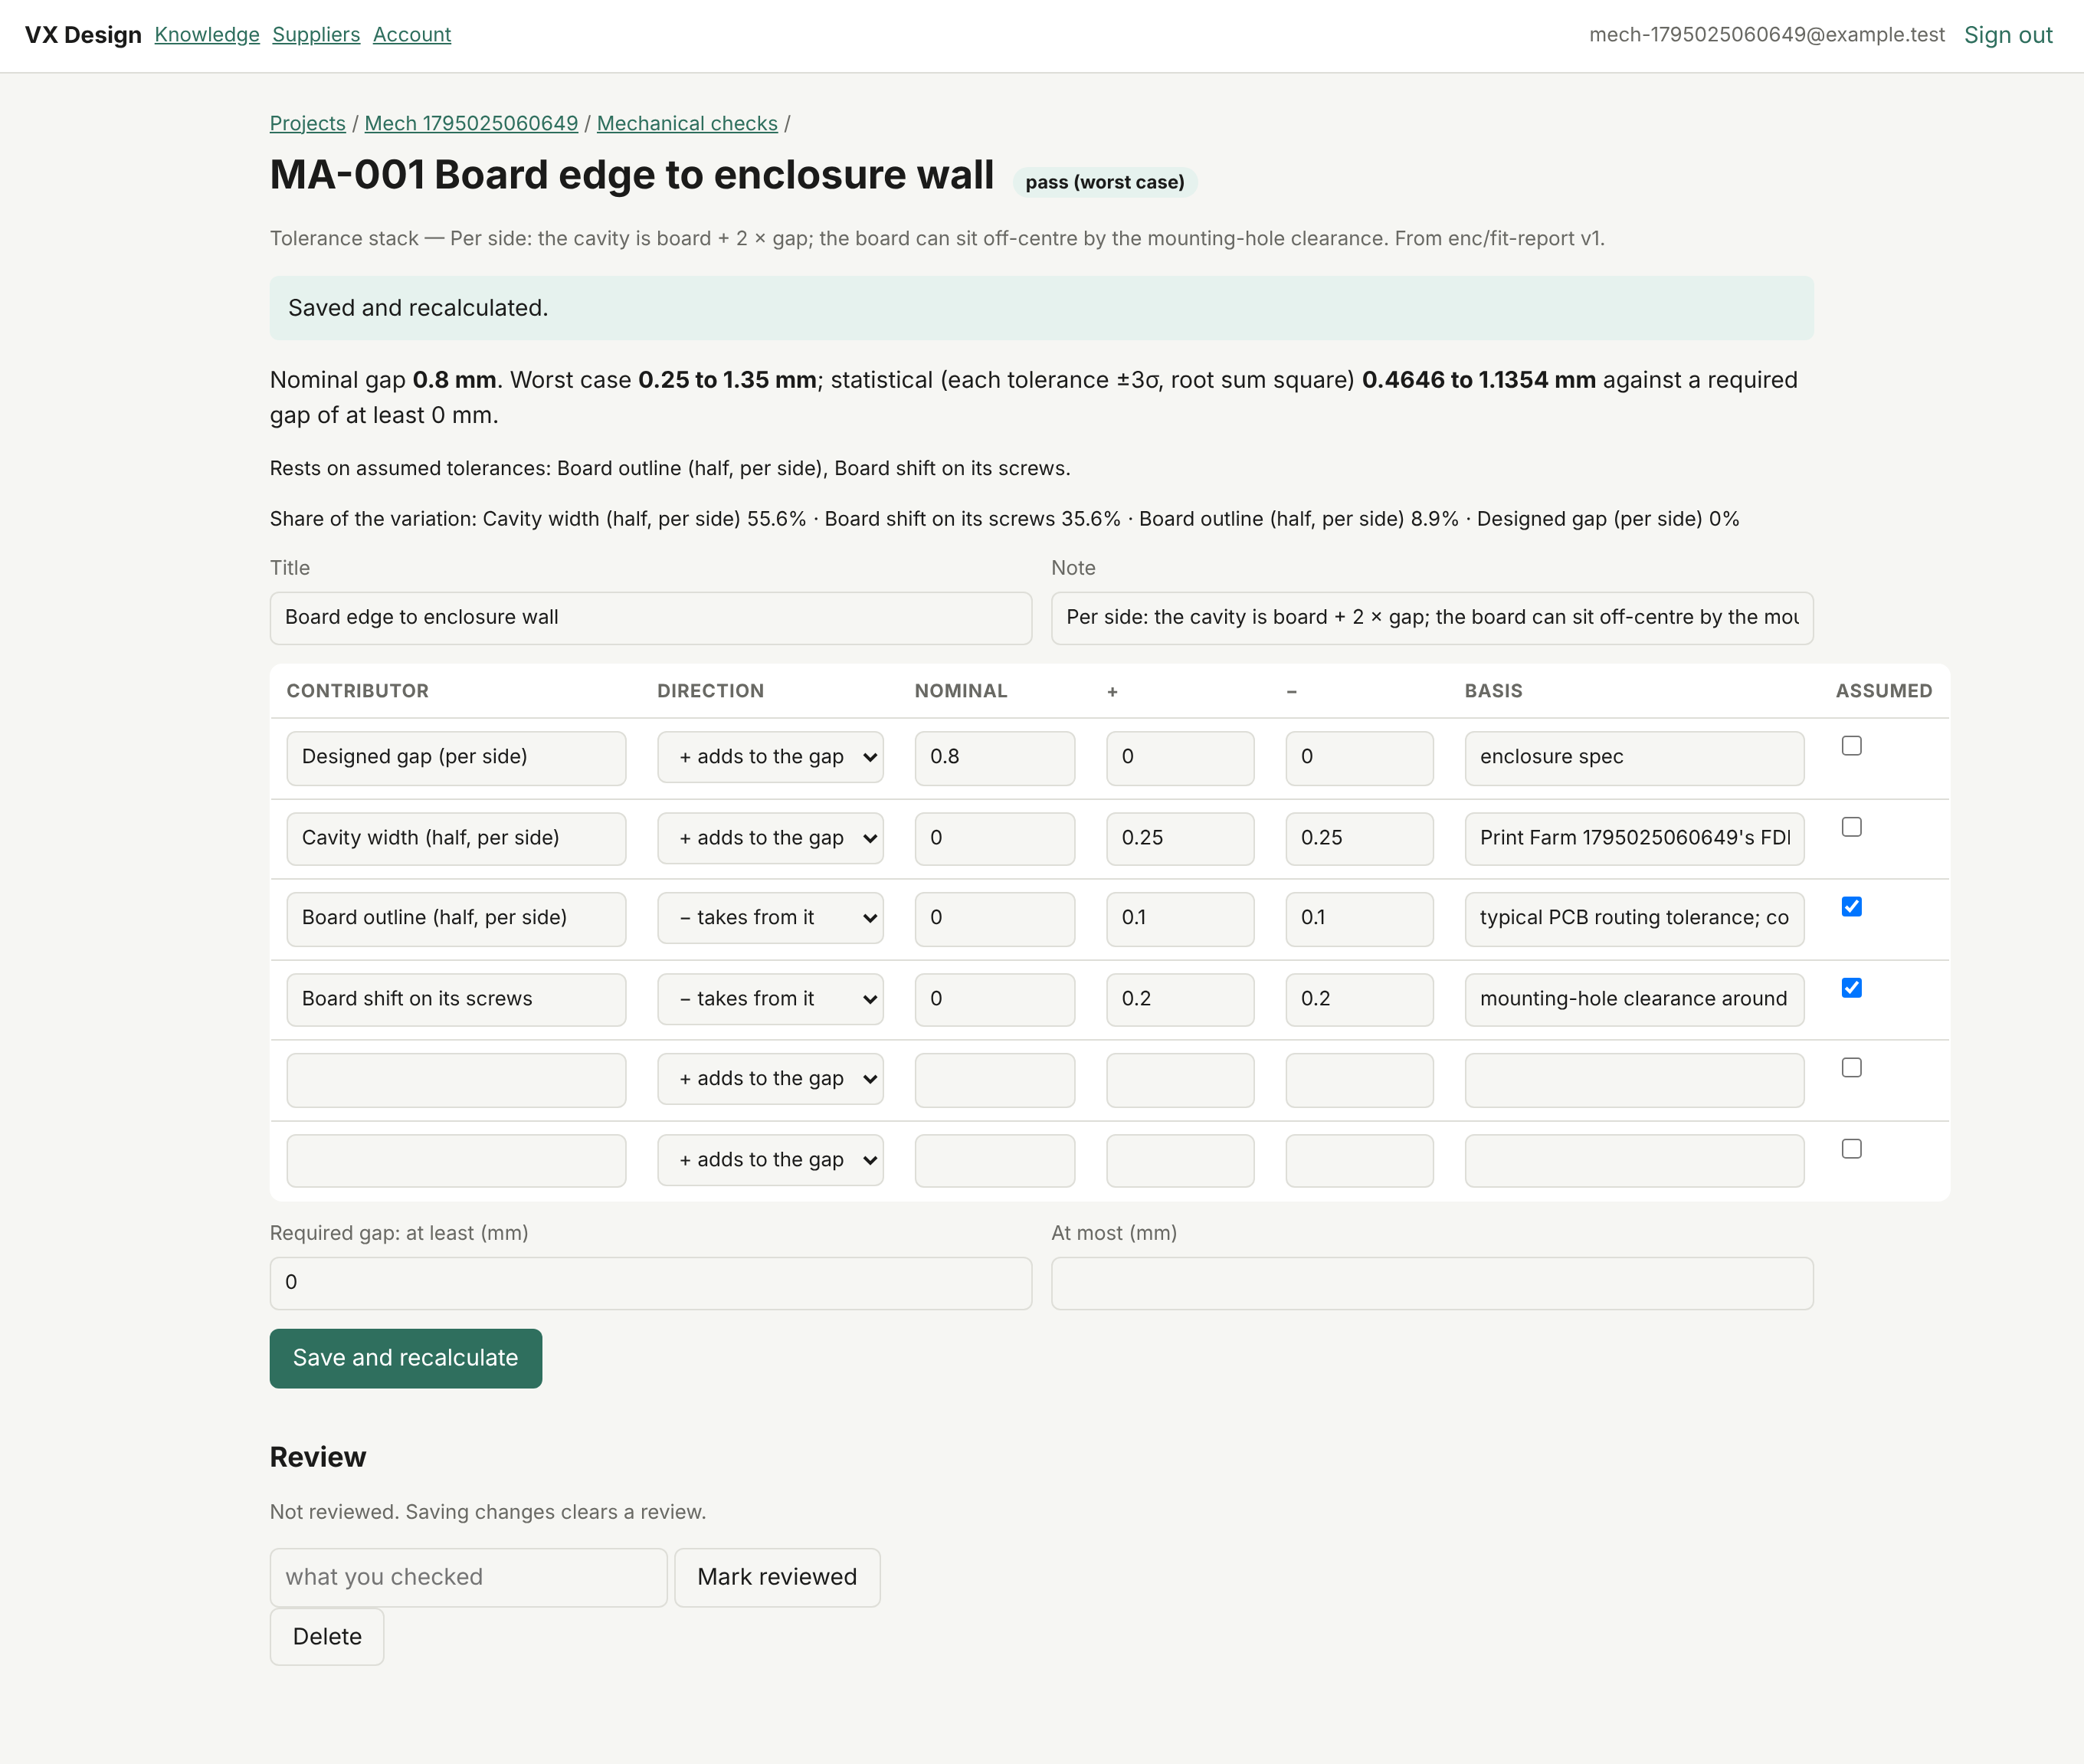 VX Design Knowledge Suppliers Account mech-1795025060649@example.test Sign out
Projects / Mech 1795025060649 / Mechanical checks /
MA-001 Board edge to enclosure wall pass (worst case)
Tolerance stack — Per side: the cavity is board + 2 × gap; the board can sit off-centre by the mounting-hole clearance. From enc/fit-report v1.
Saved and recalculated.
Nominal gap 0.8 mm. Worst case 0.25 to 1.35 mm; statistical (each tolerance ±3σ, root sum square) 0.4646 to 1.1354 mm against a required
gap of at least 0 mm.
Rests on assumed tolerances: Board outline (half, per side), Board shift on its screws.
Share of the variation: Cavity width (half, per side) 55.6% · Board shift on its screws 35.6% · Board outline (half, per side) 8.9% · Designed gap (per side) 0%
Title Note
Board edge to enclosure wall Per side: the cavity is board + 2 × gap; the board can sit off-centre by the mou
CONTRIBUTOR DIRECTION NOMINAL + – BASIS ASSUMED
Designed gap (per side) + adds to the gap 0.8 0 0 enclosure spec
Cavity width (half, per side) + adds to the gap 0 0.25 0.25 Print Farm 1795025060649's FDI
Board outline (half, per side) – takes from it 0 0.1 0.1 typical PCB routing tolerance; co
Board shift on its screws – takes from it 0 0.2 0.2 mounting-hole clearance around
+ adds to the gap
+ adds to the gap
Required gap: at least (mm) At most (mm)
0
Save and recalculate
Review
Not reviewed. Saving changes clears a review.
what you checked Mark reviewed
Delete